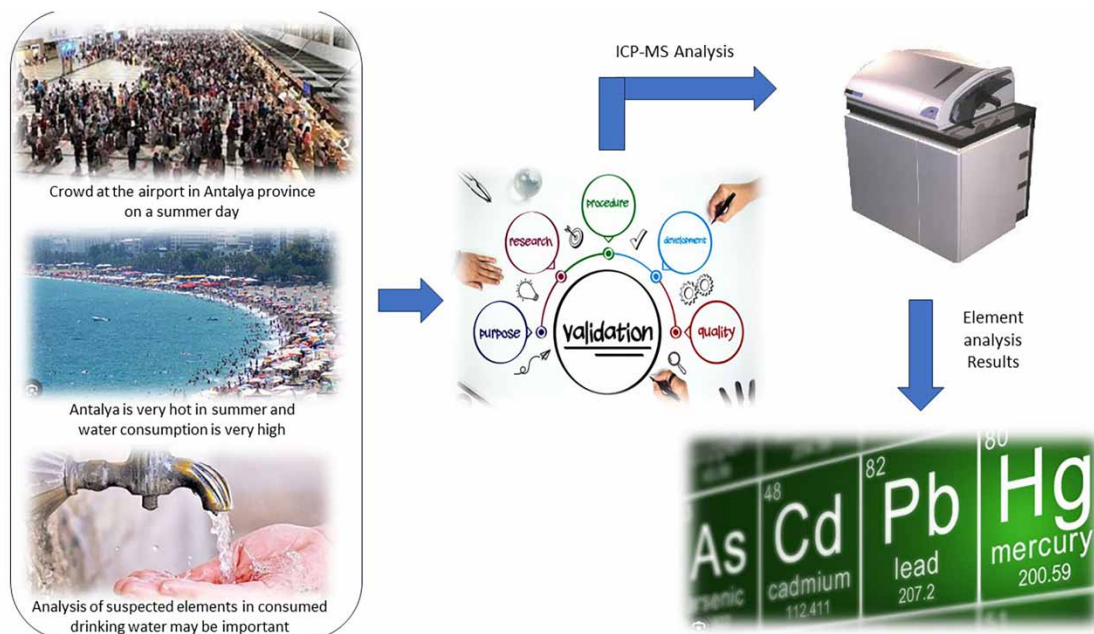 Crowd at the airport in Antalya province
on a summer day
Antalya is very hot in summer and
water consumption is very high
Analysis of suspected elements in consumed
drinking water may be important
procedure
research
development
purpose
validation
quality
ICP-MS Analysis
Element
analysis
Results
80
82
48
As
Cd
Pb
Hg
cadmium
lead
mercury
112.411
207.2
200.59